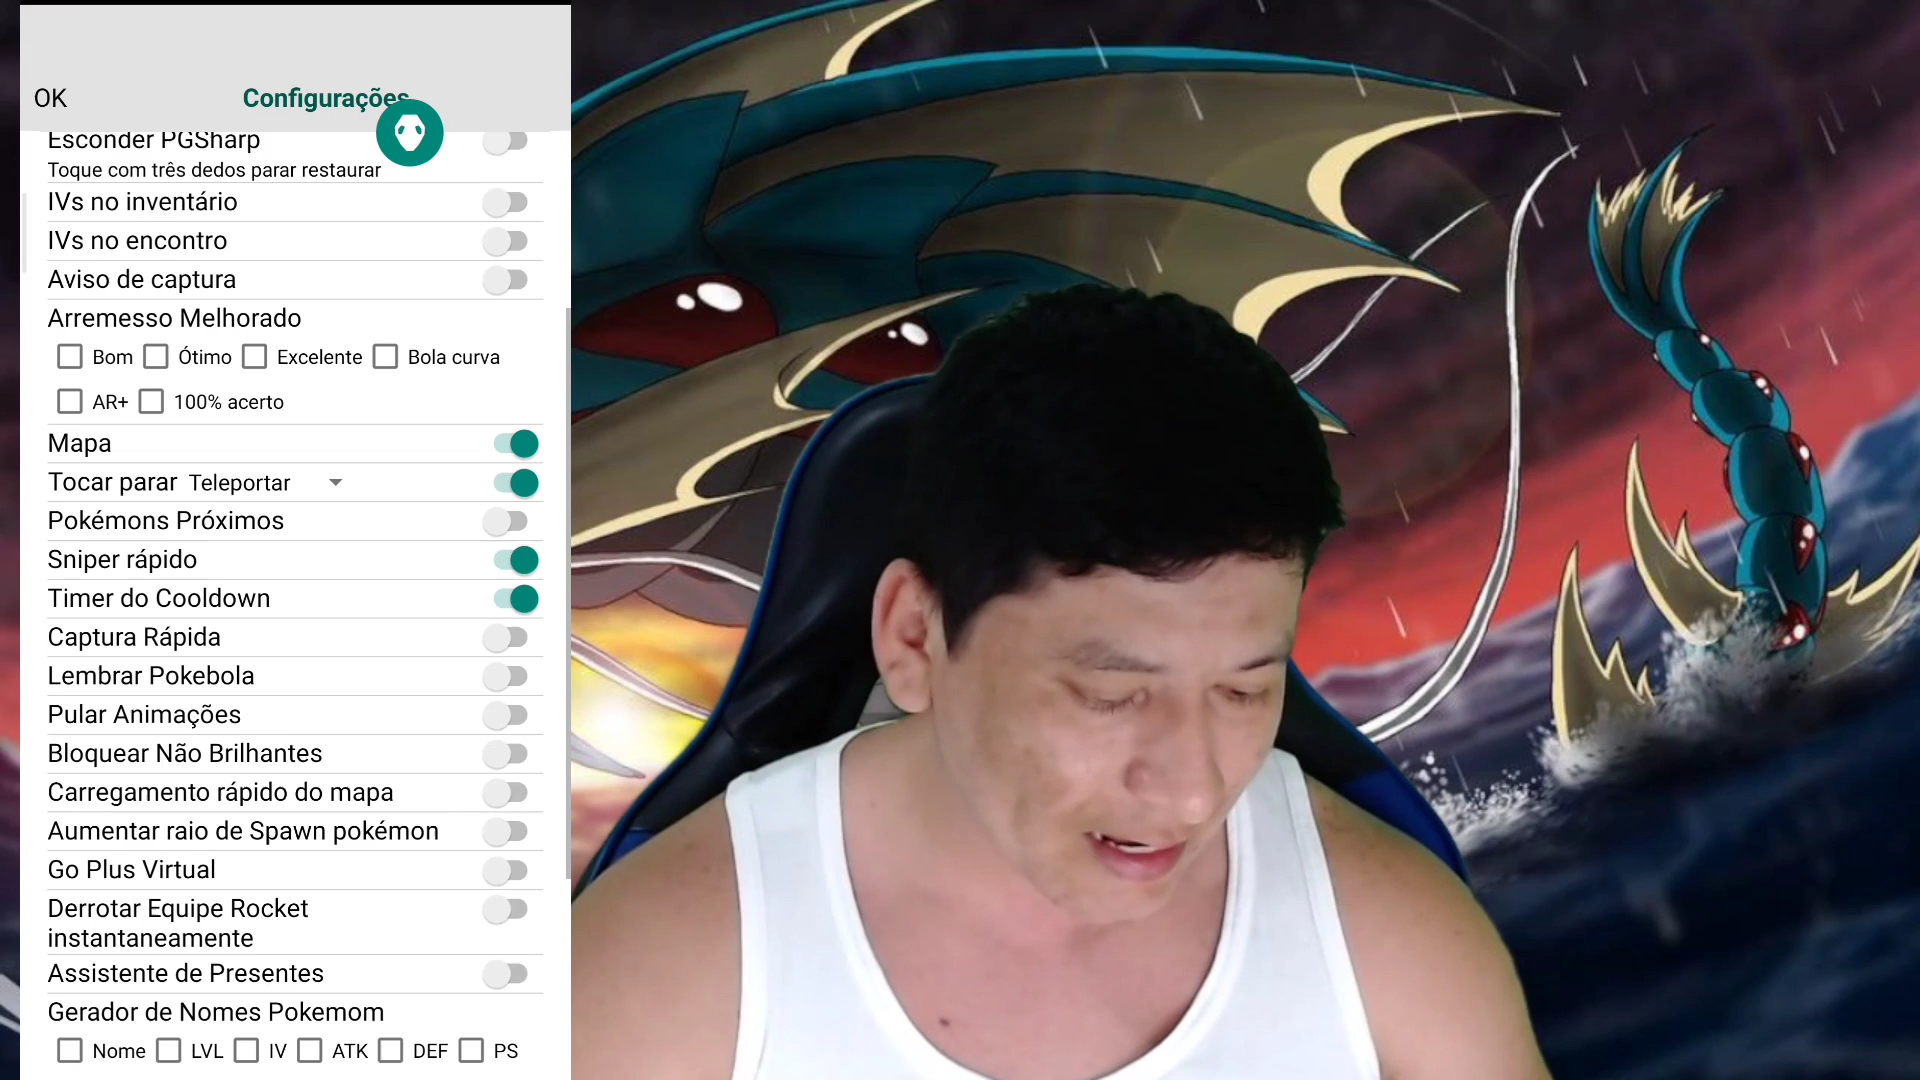 OK Configurações
Esconder PGSharp
Toque com três dedos parar restaurar
IVs no inventário
IVs no encontro
Aviso de captura
Arremesso Melhorado
Bom Ótimo Excelente Bola curva
AR+ 100% acerto
Mapa
Tocar parar Teleportar
Pokémons Próximos
Sniper rápido
Timer do Cooldown
Captura Rápida
Lembrar Pokebola
Pular Animações
Bloquear Não Brilhantes
Carregamento rápido do mapa
Aumentar raio de Spawn pokémon
Go Plus Virtual
Derrotar Equipe Rocket
instantaneamente
Assistente de Presentes
Gerador de Nomes Pokemom
Nome LVL IV ATK DEF PS